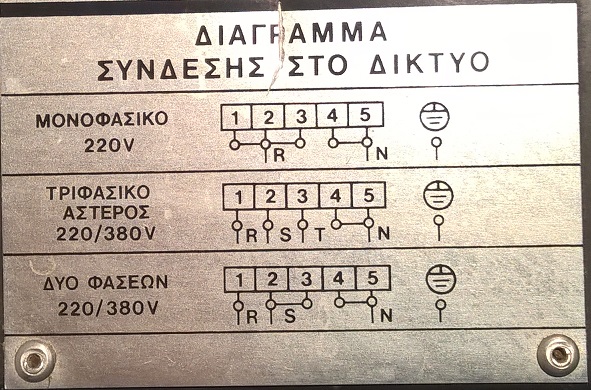 ΔΙΑΓΡΑΜΜΑ
ΣΥΝΔΕΣΗΣ ΣΤΟ ΔΙΚΤΥΟ
ΜΟΝΟΦΑΣΙΚΟ
220V
1 2 3 4 5
R N
ΤΡΙΦΑΣΙΚΟ
ΑΣΤΕΡΟΣ
220/380V
1 2 3 4 5
R S T N
ΔΥΟ ΦΑΣΕΩΝ
220/380V
1 2 3 4 5
R S N